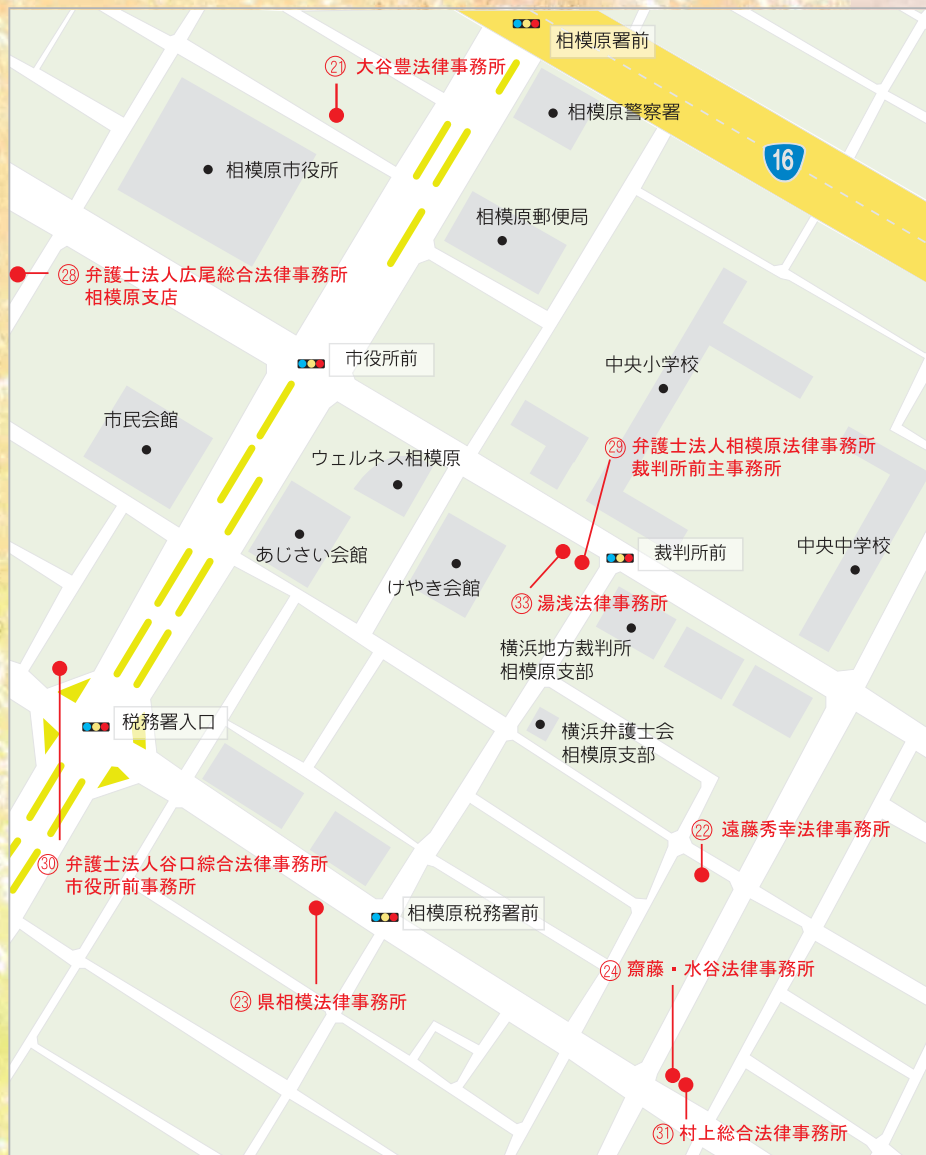 相模原署前
㉑ 大谷豊法律事務所
相模原警察署
16
相模原市役所
相模原郵便局
㉘ 弁護士法人広尾総合法律事務所
相模原支店
市役所前
中央小学校
市民会館
㉙ 弁護士法人相模原法律事務所
裁判所前主事務所
ウェルネス相模原
あじさい会館
けやき会館
裁判所前
中央中学校
㉝ 湯浅法律事務所
横浜地方裁判所
相模原支部
税務署入口
横浜弁護士会
相模原支部
㉒ 遠藤秀幸法律事務所
㉚ 弁護士法人谷口綜合法律事務所
市役所前事務所
相模原税務署前
㉔ 齋藤・水谷法律事務所
㉓ 県相模法律事務所
㉛ 村上総合法律事務所